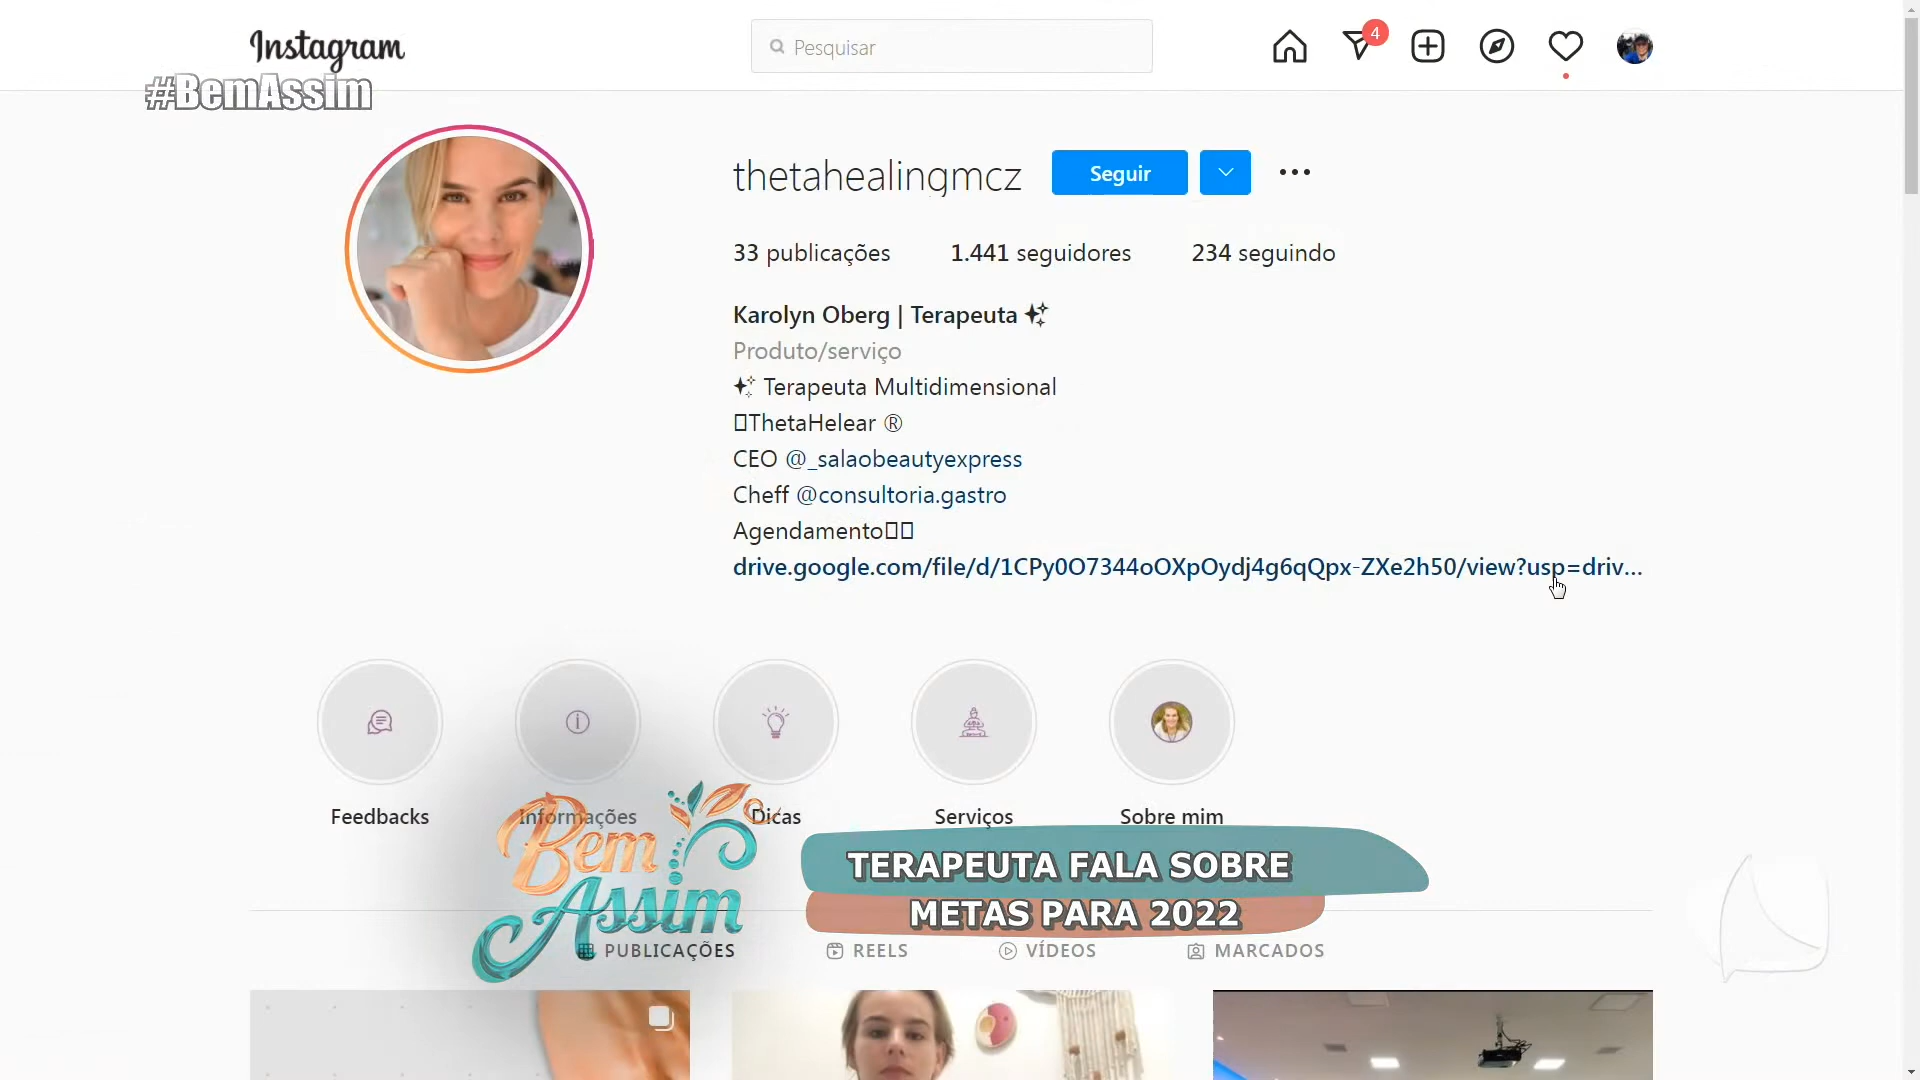 Instagram
Pesquisar
4
#BemAssim
thetahealingmcz
Seguir
33 publicações
1.441 seguidores
234 seguindo
Karolyn Oberg | Terapeuta ✨
Produto/serviço
✨ Terapeuta Multidimensional
▯ThetaHelear ®
CEO @_salaobeautyexpress
Cheff @consultoria.gastro
Agendamento▯▯
drive.google.com/file/d/1CPy0O7344oOXpOydj4g6qQpx-ZXe2h50/view?usp=driv...
Feedbacks
Informações
Dicas
Serviços
Sobre mim
Bem
Assim
TERAPEUTA FALA SOBRE
METAS PARA 2022
PUBLICAÇÕES
REELS
VÍDEOS
MARCADOS